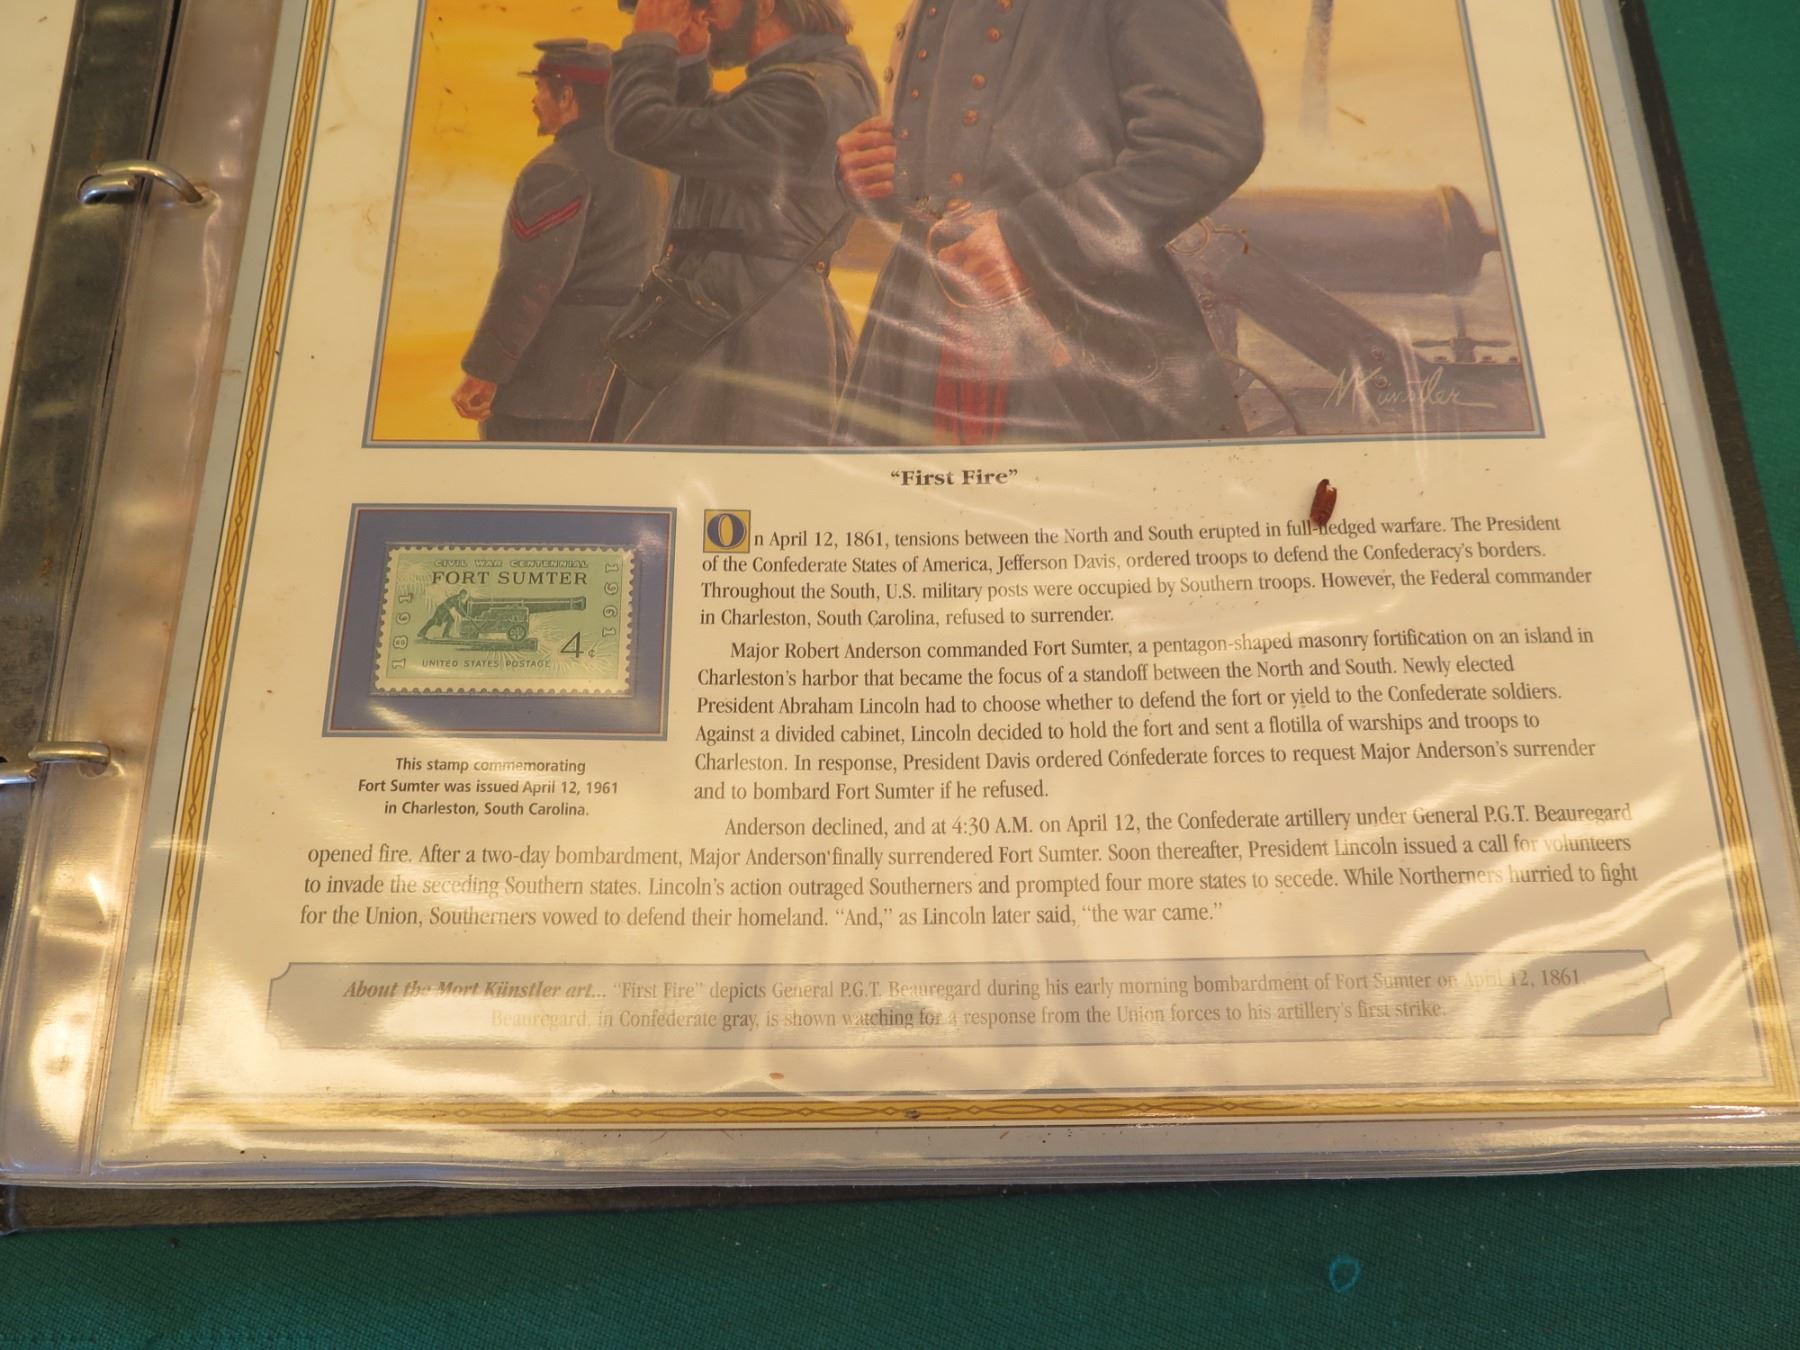 M Künstler
"First Fire"
CIVIL WAR CENTENNIAL
FORT SUMTER
1861
1961
4¢
UNITED STATES POSTAGE
This stamp commemorating
Fort Sumter was issued April 12, 1961
in Charleston, South Carolina.
On April 12, 1861, tensions between the North and South erupted in full-fledged warfare. The President
of the Confederate States of America, Jefferson Davis, ordered troops to defend the Confederacy's borders.
Throughout the South, U.S. military posts were occupied by Southern troops. However, the Federal commander
in Charleston, South Carolina, refused to surrender.
Major Robert Anderson commanded Fort Sumter, a pentagon-shaped masonry fortification on an island in
Charleston's harbor that became the focus of a standoff between the North and South. Newly elected
President Abraham Lincoln had to choose whether to defend the fort or yield to the Confederate soldiers.
Against a divided cabinet, Lincoln decided to hold the fort and sent a flotilla of warships and troops to
Charleston. In response, President Davis ordered Confederate forces to request Major Anderson's surrender
and to bombard Fort Sumter if he refused.
Anderson declined, and at 4:30 A.M. on April 12, the Confederate artillery under General P.G.T. Beauregard
opened fire. After a two-day bombardment, Major Anderson finally surrendered Fort Sumter. Soon thereafter, President Lincoln issued a call for volunteers
to invade the seceding Southern states. Lincoln's action outraged Southerners and prompted four more states to secede. While Northerners hurried to fight
for the Union, Southerners vowed to defend their homeland. "And," as Lincoln later said, "the war came."
About the Mort Künstler art... "First Fire" depicts General P.G.T. Beauregard during his early morning bombardment of Fort Sumter on April 12, 1861.
Beauregard, in Confederate gray, is shown watching for a response from the Union forces to his artillery's first strike.